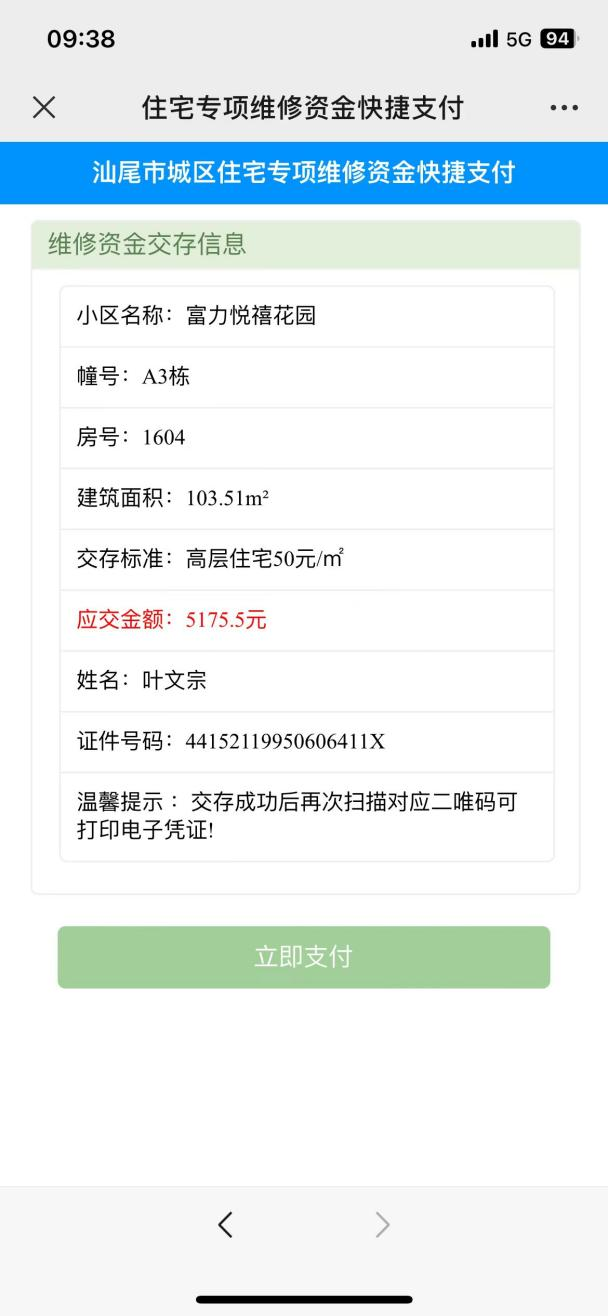 09:38
5G 94
住宅专项维修资金快捷支付
汕尾市城区住宅专项维修资金快捷支付
维修资金交存信息
小区名称：富力悦禧花园
幢号：A3栋
房号：1604
建筑面积：103.51m²
交存标准：高层住宅50元/㎡
应交金额：5175.5元
姓名：叶文宗
证件号码：44152119950606411X
温馨提示 ：交存成功后再次扫描对应二唯码可
打印电子凭证!
立即支付